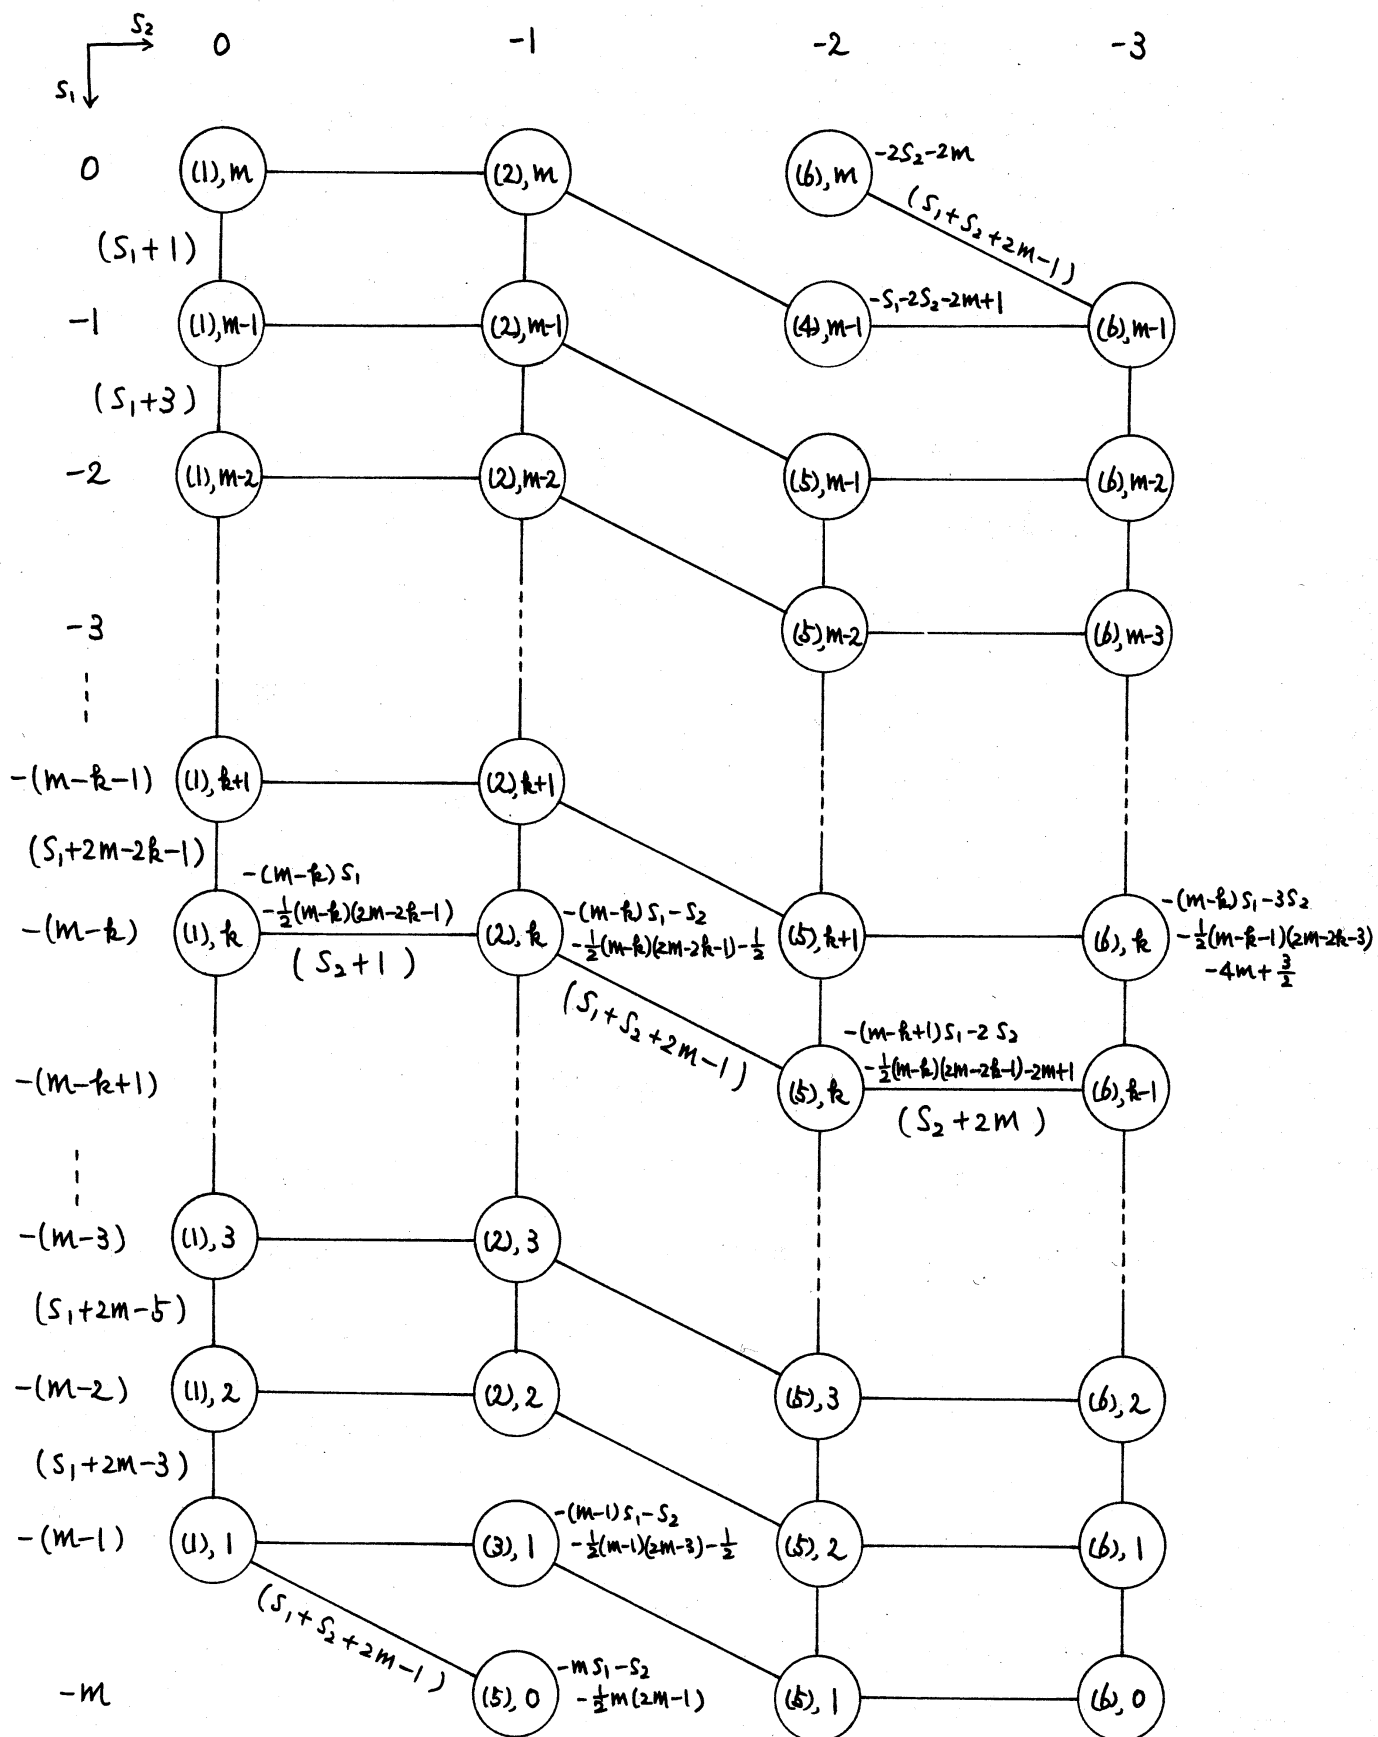 S₂
S₁
0 -1 -2 -3
0 (1), m (2), m (6), m -2S₂-2m
(S₁+S₂+2m-1)
(S₁+1)
-1 (1), m-1 (2), m-1 (4), m-1 -S₁-2S₂-2m+1 (6), m-1
(S₁+3)
-2 (1), m-2 (2), m-2 (5), m-1 (6), m-2
-3 (5), m-2 (6), m-3
-(m-k-1) (1), k+1 (2), k+1
(S₁+2m-2k-1)
-(m-k)S₁
-½(m-k)(2m-2k-1)
-(m-k) (1), k (2), k (5), k+1 (6), k
(S₂+1)
-(m-k)S₁-S₂
-½(m-k)(2m-2k-1)-½
-(m-k)S₁-3S₂
-½(m-k-1)(2m-2k-3)
-4m+3/2
(S₁+S₂+2m-1)
-(m-k+1)S₁-2S₂
-½(m-k)(2m-2k-1)-2m+1
-(m-k+1) (5), k (6), k-1
(S₂+2m)
-(m-3) (1), 3 (2), 3
(S₁+2m-5)
-(m-2) (1), 2 (2), 2 (5), 3 (6), 2
(S₁+2m-3)
-(m-1)S₁-S₂
-½(m-1)(2m-3)-½
-(m-1) (1), 1 (3), 1 (5), 2 (6), 1
(S₁+S₂+2m-1)
-mS₁-S₂
-½m(2m-1)
-m (5), 0 (5), 1 (6), 0